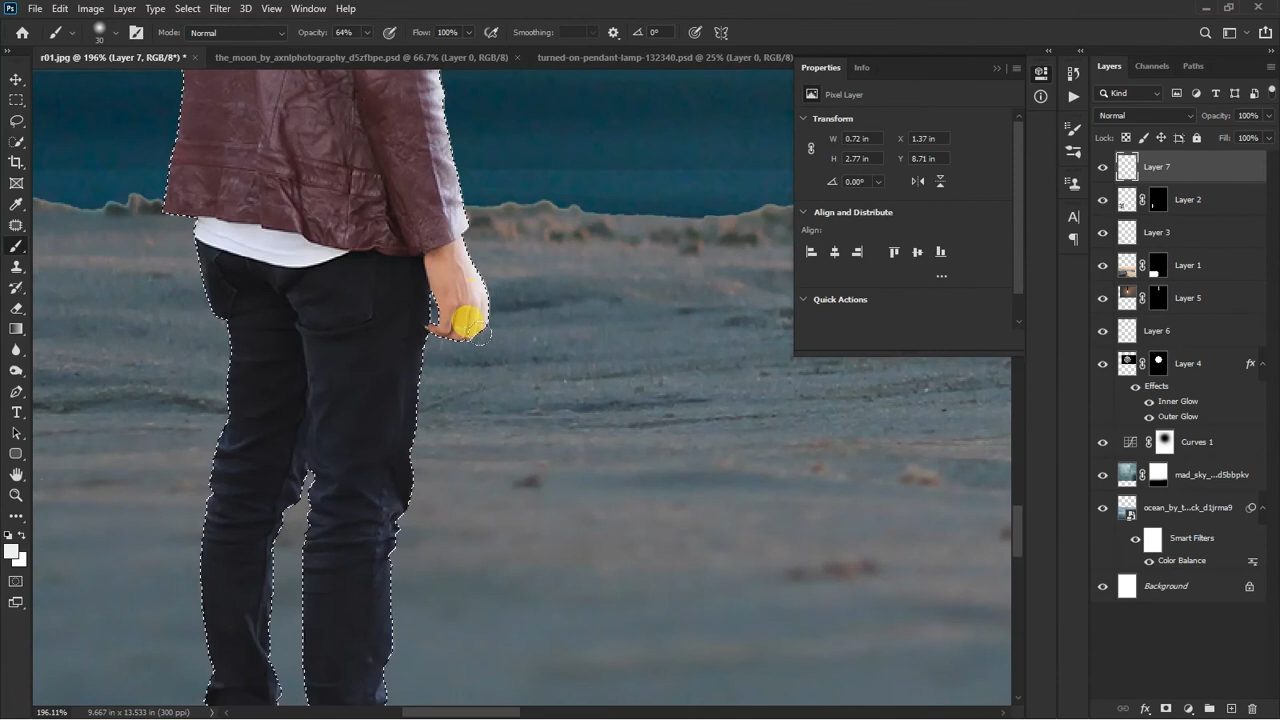 Ps File Edit Image Layer Type Select Filter 3D View Window Help
30 Mode: Normal Opacity: 64% Flow: 100% Smoothing: 0°
r01.jpg @ 196% (Layer 7, RGB/8*) * × the_moon_by_axnlphotography_d5zfbpe.psd @ 66.7% (Layer 0, RGB/8) × turned-on-pendant-lamp-132340.psd @ 25% (Layer 0, RGB/8)
Properties Info
Pixel Layer
Transform
W 0.72 in X 1.37 in
H 2.77 in Y 8.71 in
0.00°
Align and Distribute
Align:
Quick Actions
Layers Channels Paths
Kind
Normal Opacity: 100%
Lock: Fill: 100%
Layer 7
Layer 2
Layer 3
Layer 1
Layer 5
Layer 6
Layer 4 fx
Effects
Inner Glow
Outer Glow
Curves 1
mad_sky_...d5bbpkv
ocean_by_t...ck_d1jrma9
Smart Filters
Color Balance
Background
196.11% 9.667 in x 13.533 in (300 ppi)